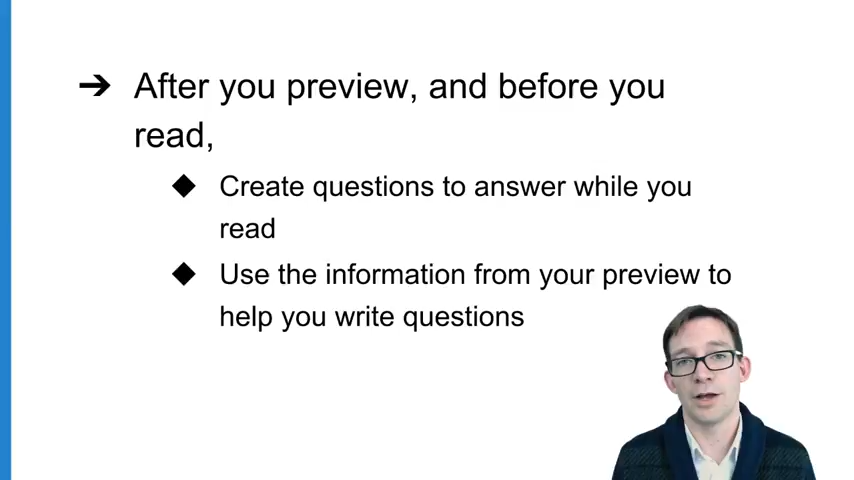 ➔ After you preview, and before you
read,
◆ Create questions to answer while you
read
◆ Use the information from your preview to
help you write questions